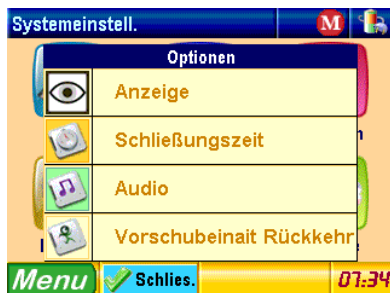 Systemeinstell.
M
Optionen
Anzeige
Schließungszeit
Audio
Vorschubeinait Rückkehr
Menu
Schlies.
07:34